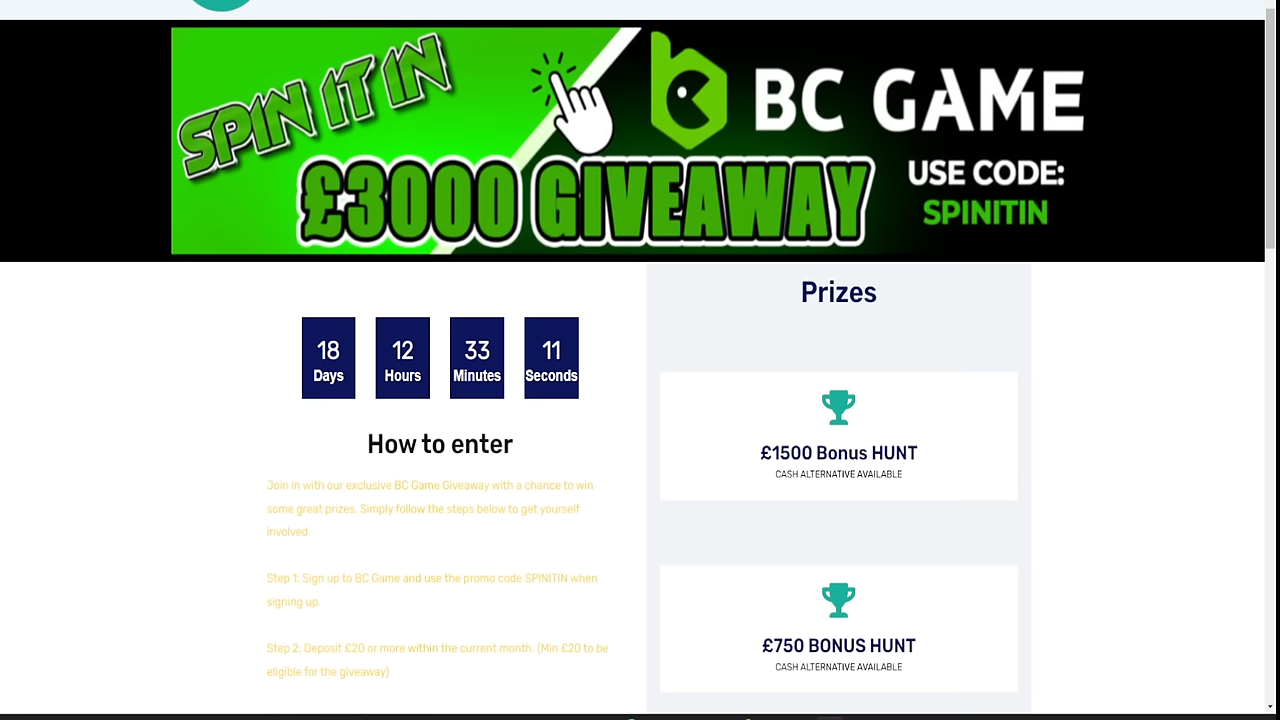 SPIN IT IN
BC GAME
£3000 GIVEAWAY
USE CODE:
SPINITIN
18
Days
12
Hours
33
Minutes
11
Seconds
How to enter
Join in with our exclusive BC Game Giveaway with a chance to win
some great prizes. Simply follow the steps below to get yourself
involved.
Step 1: Sign up to BC Game and use the promo code SPINITIN when
signing up.
Step 2: Deposit £20 or more within the current month. (Min £20 to be
eligible for the giveaway)
Prizes
£1500 Bonus HUNT
CASH ALTERNATIVE AVAILABLE
£750 BONUS HUNT
CASH ALTERNATIVE AVAILABLE